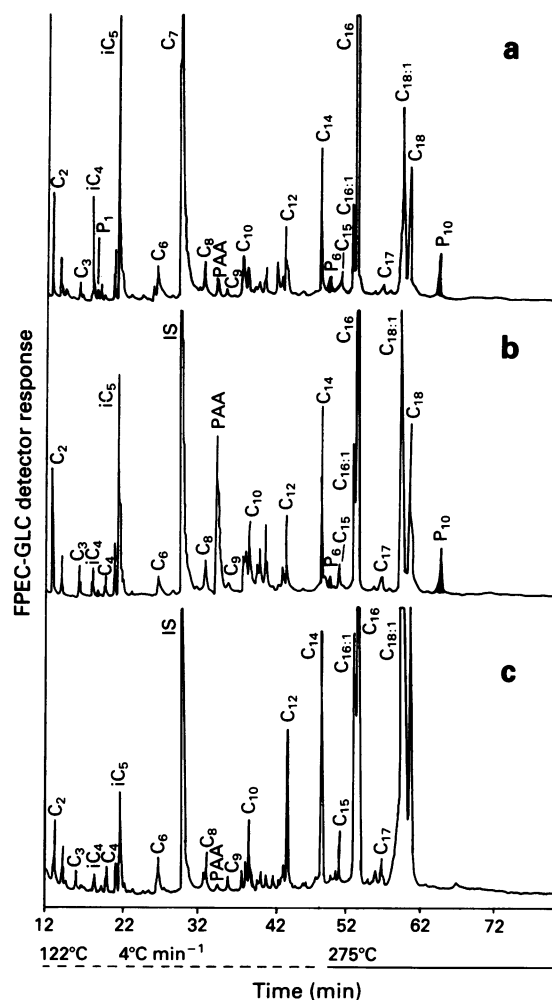 a
C2
C3
iC4
P1
iC5
C6
C7
C8
PAA
C9
C10
C12
C14
P6
C15
C16:1
C16
C17
C18:1
C18
P10
b
C2
C3
iC4
C4
iC5
C6
IS
C8
PAA
C9
C10
C12
C14
P6
C15
C16:1
C16
C17
C18:1
C18
P10
c
C2
C3
iC4
C4
iC5
C6
IS
C8
PAA
C9
C10
C12
C14
C15
C16:1
C16
C17
C18:1
FPEC-GLC detector response
12 22 32 42 52 62 72
122°C 4°C min⁻¹ 275°C
Time (min)